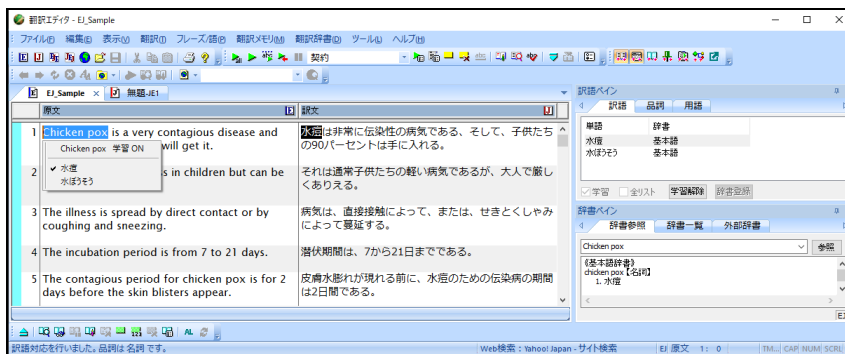 翻訳エディタ - EJ_Sample
ファイル(F) 編集(E) 表示(V) 翻訳(T) フレーズ/語(P) 翻訳メモリ(M) 翻訳辞書(D) ツール(L) ヘルプ(H)
契約
EJ_Sample × 無題-JE1
原文 訳文
1 Chicken pox is a very contagious disease and
will get it.
水痘は非常に伝染性の病気である、そして、子供たち
の90パーセントは手に入れる。
Chicken pox 学習 ON
水痘
水ぼうそう
2 s in children but can be
それは通常子供たちの軽い病気であるが、大人で厳し
くありえる。
3 The illness is spread by direct contact or by
coughing and sneezing.
病気は、直接接触によって、または、せきとくしゃみ
によって蔓延する。
4 The incubation period is from 7 to 21 days.
潜伏期間は、7から21日までである。
5 The contagious period for chicken pox is for 2
days before the skin blisters appear.
皮膚水膨れが現れる前に、水痘のための伝染病の期間
は2日間である。
訳語ペイン
訳語 品詞 用語
単語 辞書
水痘 基本語
水ぼうそう 基本語
学習 全リスト 学習解除 辞書登録
辞書ペイン
辞書参照 辞書一覧 外部辞書
Chicken pox 参照
《基本語辞書》
chicken pox【名詞】
1. 水痘
訳語対応を行いました。品詞は 名詞 です。
Web検索：Yahoo! Japan - サイト検索 EJ 原文 1: 0 TM... CAP NUM SCRL